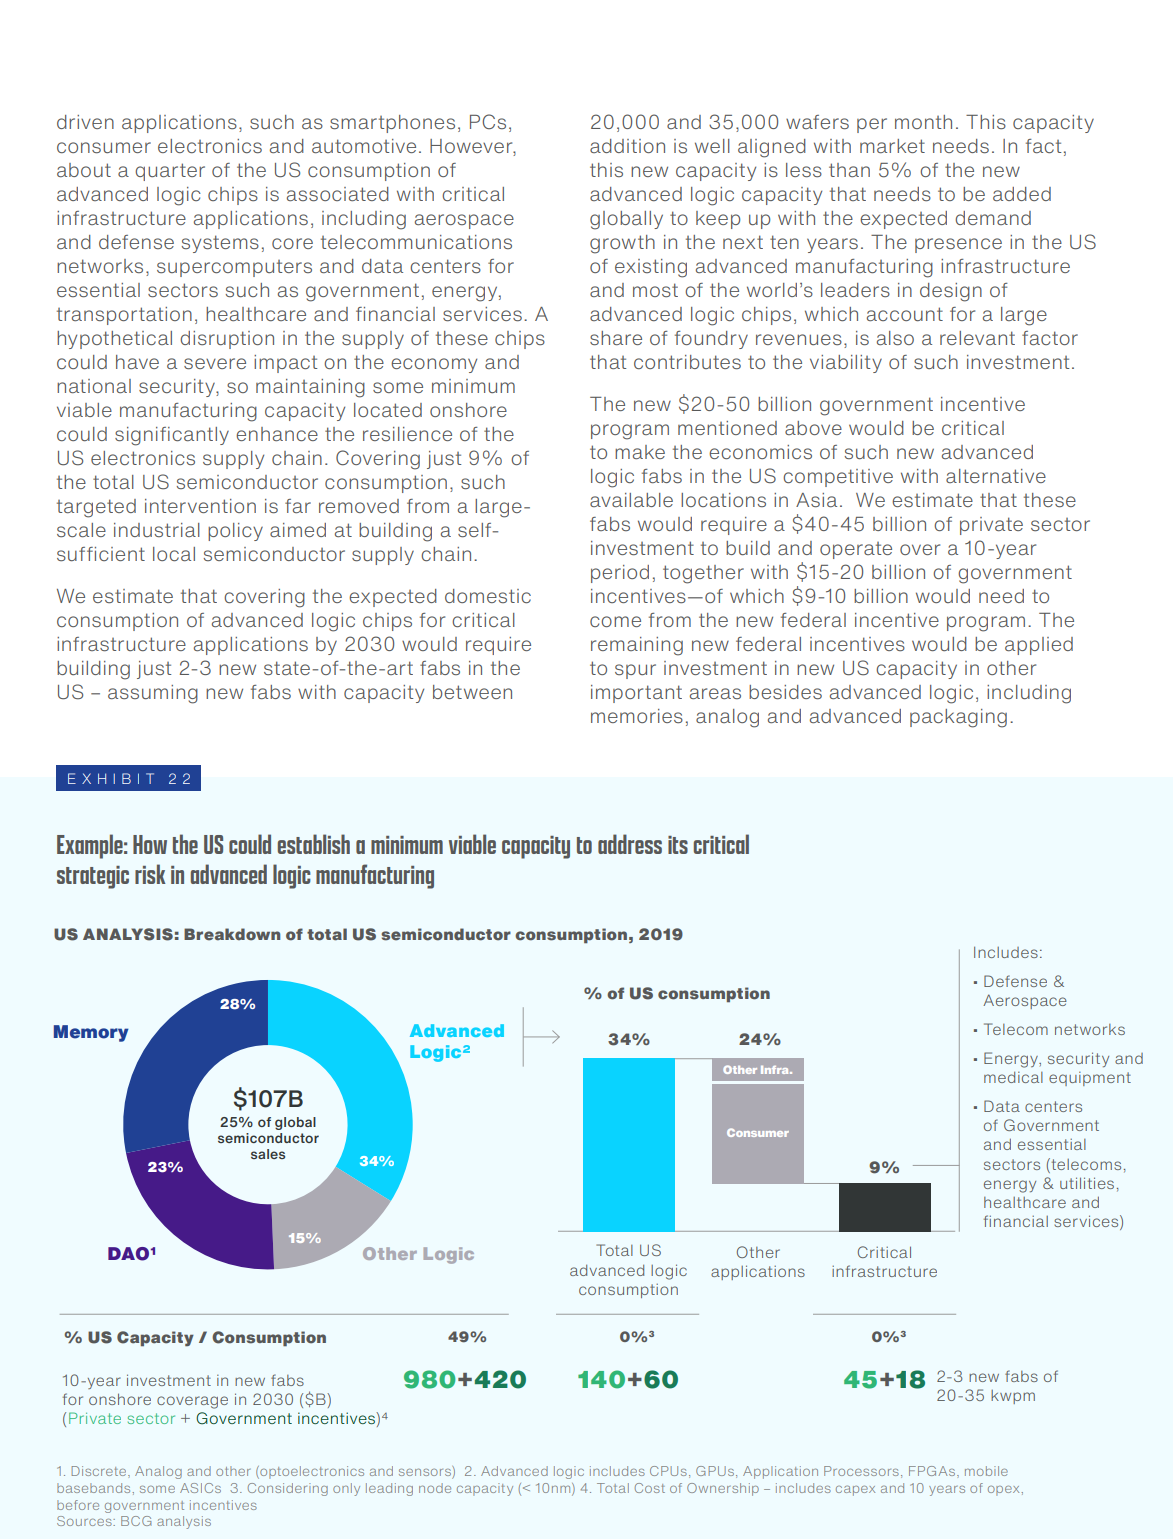 driven applications, such as smartphones, PCs,
consumer electronics and automotive. However,
about a quarter of the US consumption of
advanced logic chips is associated with critical
infrastructure applications, including aerospace
and defense systems, core telecommunications
networks, supercomputers and data centers for
essential sectors such as government, energy,
transportation, healthcare and financial services. A
hypothetical disruption in the supply of these chips
could have a severe impact on the economy and
national security, so maintaining some minimum
viable manufacturing capacity located onshore
could significantly enhance the resilience of the
US electronics supply chain. Covering just 9% of
the total US semiconductor consumption, such
targeted intervention is far removed from a large-
scale industrial policy aimed at building a self-
sufficient local semiconductor supply chain.
We estimate that covering the expected domestic
consumption of advanced logic chips for critical
infrastructure applications by 2030 would require
building just 2-3 new state-of-the-art fabs in the
US – assuming new fabs with capacity between
20,000 and 35,000 wafers per month. This capacity
addition is well aligned with market needs. In fact,
this new capacity is less than 5% of the new
advanced logic capacity that needs to be added
globally to keep up with the expected demand
growth in the next ten years. The presence in the US
of existing advanced manufacturing infrastructure
and most of the world's leaders in design of
advanced logic chips, which account for a large
share of foundry revenues, is also a relevant factor
that contributes to the viability of such investment.
The new $20-50 billion government incentive
program mentioned above would be critical
to make the economics of such new advanced
logic fabs in the US competitive with alternative
available locations in Asia. We estimate that these
fabs would require a $40-45 billion of private sector
investment to build and operate over a 10-year
period, together with $15-20 billion of government
incentives—of which $9-10 billion would need to
come from the new federal incentive program. The
remaining new federal incentives would be applied
to spur investment in new US capacity in other
important areas besides advanced logic, including
memories, analog and advanced packaging.
EXHIBIT 22
Example: How the US could establish a minimum viable capacity to address its critical
strategic risk in advanced logic manufacturing
US ANALYSIS: Breakdown of total US semiconductor consumption, 2019
28%
Memory
Advanced
Logic²
$107B
25% of global
semiconductor
sales
34%
23%
15%
DAO¹
Other Logic
% of US consumption
34%
24%
Other Infra.
Consumer
9%
Total US
advanced logic
consumption
Other
applications
Critical
infrastructure
Includes:
▪ Defense &
Aerospace
▪ Telecom networks
▪ Energy, security and
medical equipment
▪ Data centers
of Government
and essential
sectors (telecoms,
energy & utilities,
healthcare and
financial services)
% US Capacity / Consumption
49%
0%³
0%³
10-year investment in new fabs
for onshore coverage in 2030 ($B)
(Private sector + Government incentives)⁴
980+420
140+60
45+18
2-3 new fabs of
20-35 kwpm
1. Discrete, Analog and other (optoelectronics and sensors) 2. Advanced logic includes CPUs, GPUs, Application Processors, FPGAs, mobile
basebands, some ASICs 3. Considering only leading node capacity (< 10nm) 4. Total Cost of Ownership – includes capex and 10 years of opex,
before government incentives
Sources: BCG analysis